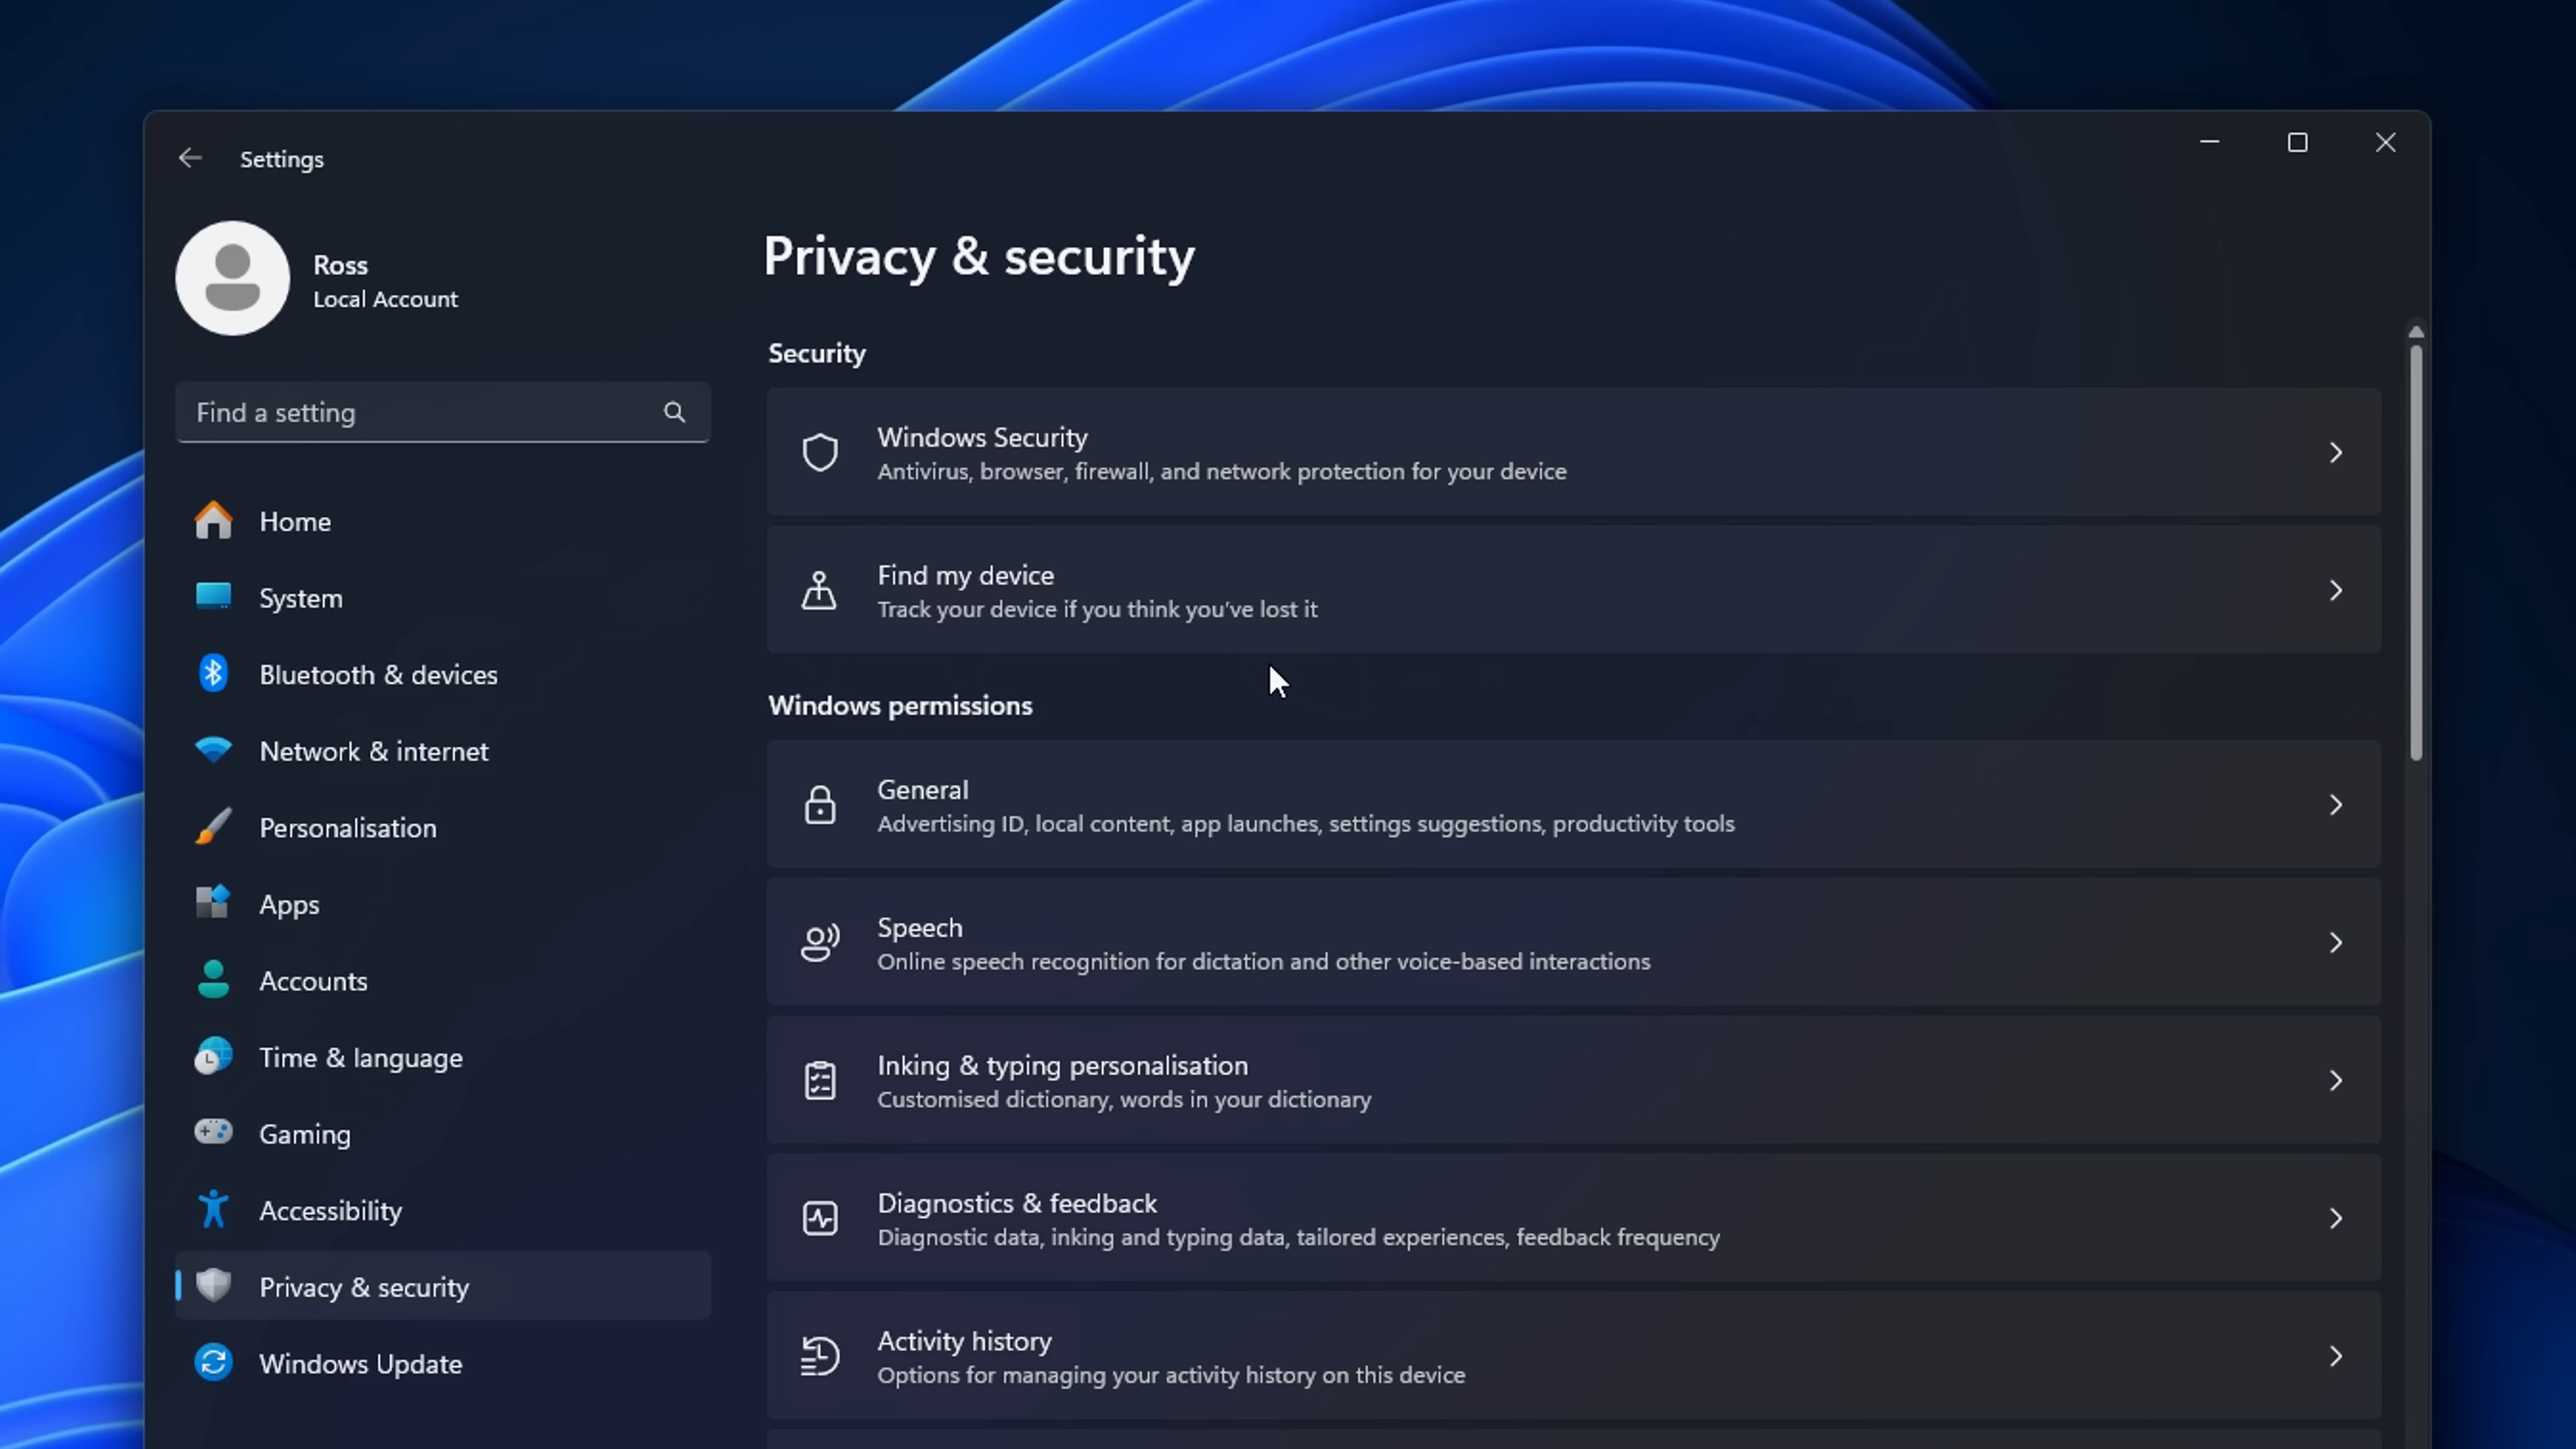 Settings
Ross
Local Account
Find a setting
Home
System
Bluetooth & devices
Network & internet
Personalisation
Apps
Accounts
Time & language
Gaming
Accessibility
Privacy & security
Windows Update
Privacy & security
Security
Windows Security
Antivirus, browser, firewall, and network protection for your device
Find my device
Track your device if you think you've lost it
Windows permissions
General
Advertising ID, local content, app launches, settings suggestions, productivity tools
Speech
Online speech recognition for dictation and other voice-based interactions
Inking & typing personalisation
Customised dictionary, words in your dictionary
Diagnostics & feedback
Diagnostic data, inking and typing data, tailored experiences, feedback frequency
Activity history
Options for managing your activity history on this device